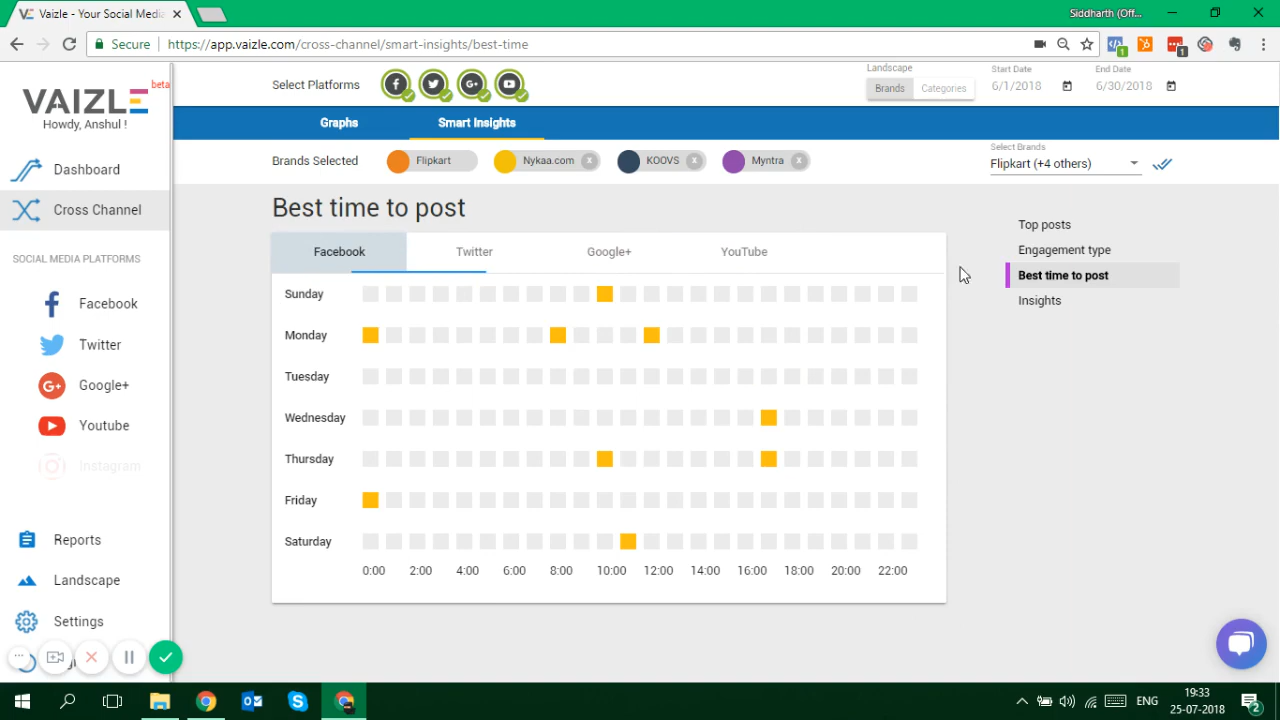 Vaizle - Your Social Media
Siddharth (Off...
Secure
https://app.vaizle.com/cross-channel/smart-insights/best-time
1
1
VAIZLE
beta
Howdy, Anshul !
Dashboard
Cross Channel
SOCIAL MEDIA PLATFORMS
Facebook
Twitter
Google+
Youtube
Instagram
Reports
Landscape
Settings
Select Platforms
Landscape
Brands
Categories
Start Date
6/1/2018
End Date
6/30/2018
Graphs
Smart Insights
Brands Selected
Flipkart
Nykaa.com x
KOOVS x
Myntra x
Select Brands
Flipkart (+4 others)
Best time to post
Facebook
Twitter
Google+
YouTube
Sunday
Monday
Tuesday
Wednesday
Thursday
Friday
Saturday
0:00 2:00 4:00 6:00 8:00 10:00 12:00 14:00 16:00 18:00 20:00 22:00
Top posts
Engagement type
Best time to post
Insights
ENG
19:33
25-07-2018
2